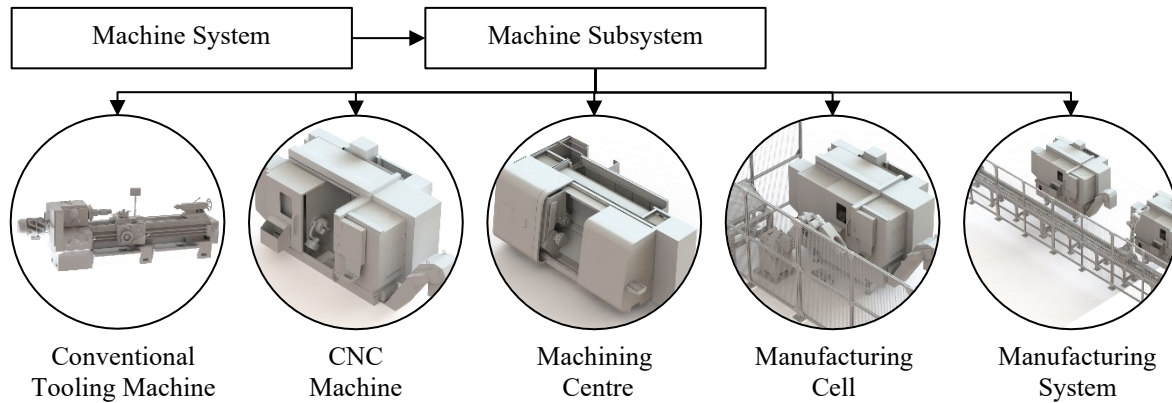 Machine System
Machine Subsystem
Conventional
Tooling Machine
CNC
Machine
Machining
Centre
Manufacturing
Cell
Manufacturing
System